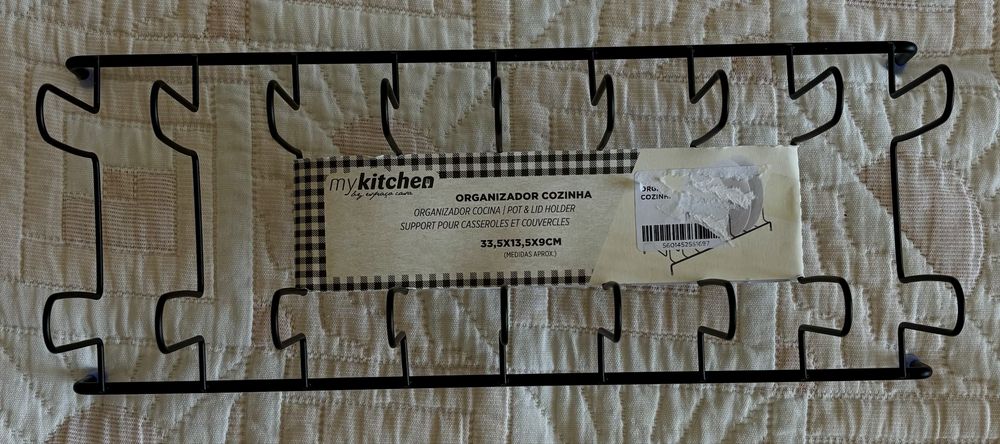 mykitchen
by espaço casa
ORGANIZADOR COZINHA
ORGANIZADOR COCINA | POT & LID HOLDER
SUPPORT POUR CASSEROLES ET COUVERCLES
33,5X13,5X9CM
(MEDIDAS APROX.)
COZINHA
5601452551697